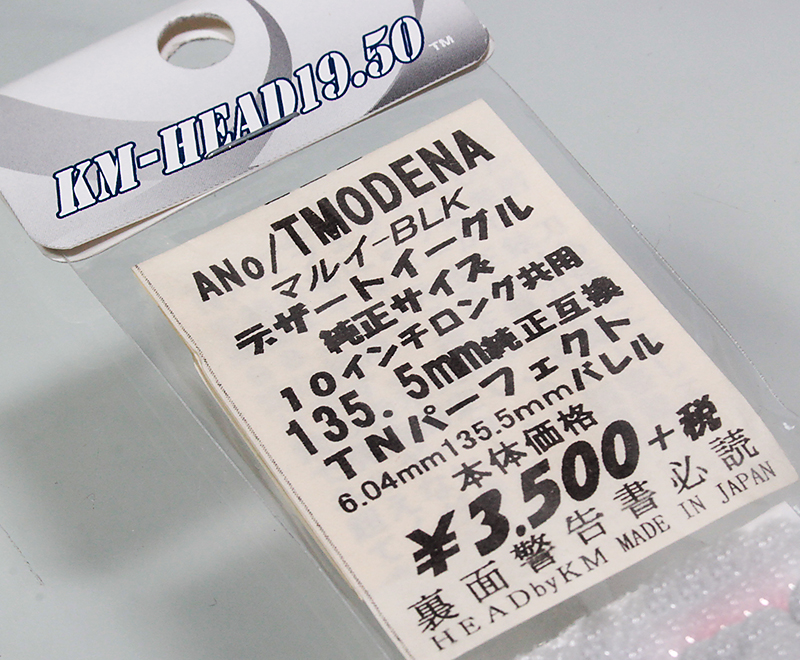 KM-HEAD19.50™
ANo/TMODENA
マルイ-BLK
デザートイーグル
純正サイズ
10インチロング共用
135.5mm純正互換
TNパーフェクト
6.04mm135.5mmバレル
本体価格
¥3.500+税
裏面警告書必読
HEADbyKM MADE IN JAPAN